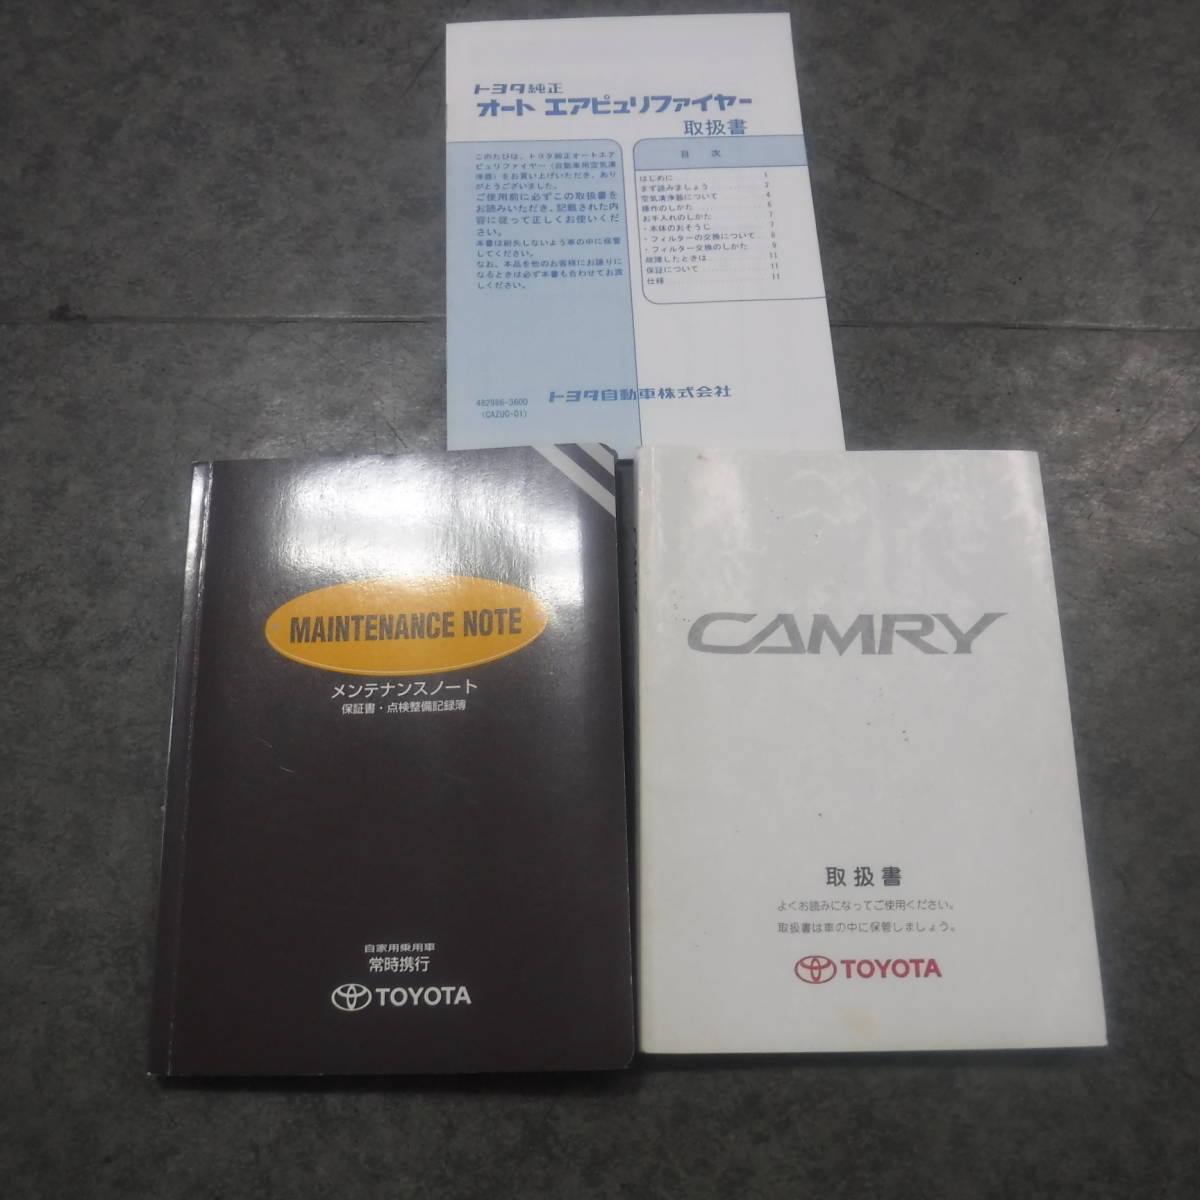 トヨタ純正
オート エアピュリファイヤー
取扱書
このたびは、トヨタ純正オートエア
ピュリファイヤー（自動車用空気清
浄器）をお買い上げいただき、あり
がとうございました。
ご使用前に必ずこの取扱書を
お読みいただき、記載された内
容に従って正しくお使いくだ
さい。
本書は紛失しないよう車の中に保管
してください。
なお、本品を他のお客様にお譲りに
なるときは必ず本書も合わせてお渡
しください。
目 次
はじめに 1
まず読みましょう 2
空気清浄器について 4
操作のしかた 6
お手入れのしかた 7
・本体のおそうじ 7
・フィルターの交換について 8
・フィルター交換のしかた 9
故障したときは 11
保証について 11
仕様 11
482986-3600
(CAZUC-01)
トヨタ自動車株式会社
MAINTENANCE NOTE
メンテナンスノート
保証書・点検整備記録簿
自家用乗用車
常時携行
TOYOTA
CAMRY
取扱書
よくお読みになってご使用ください。
取扱書は車の中に保管しましょう。
TOYOTA